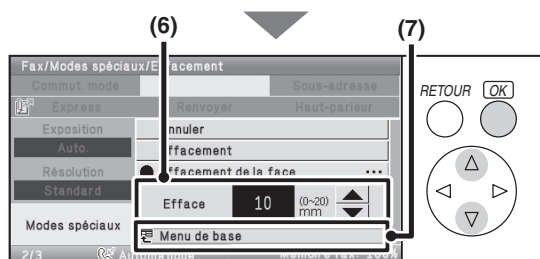 (6) (7)
Fax/Modes spéciaux/Effacement
Commut. mode Sous-adresse
Express Renvoyer Haut-parleur
Exposition
Auto.
Annuler
Effacement
Résolution
Standard
Effacement de la face ...
Efface 10 (0~20) mm
Modes spéciaux
Menu de base
2/3 Automatique Mémoire fax: 100%
RETOUR OK